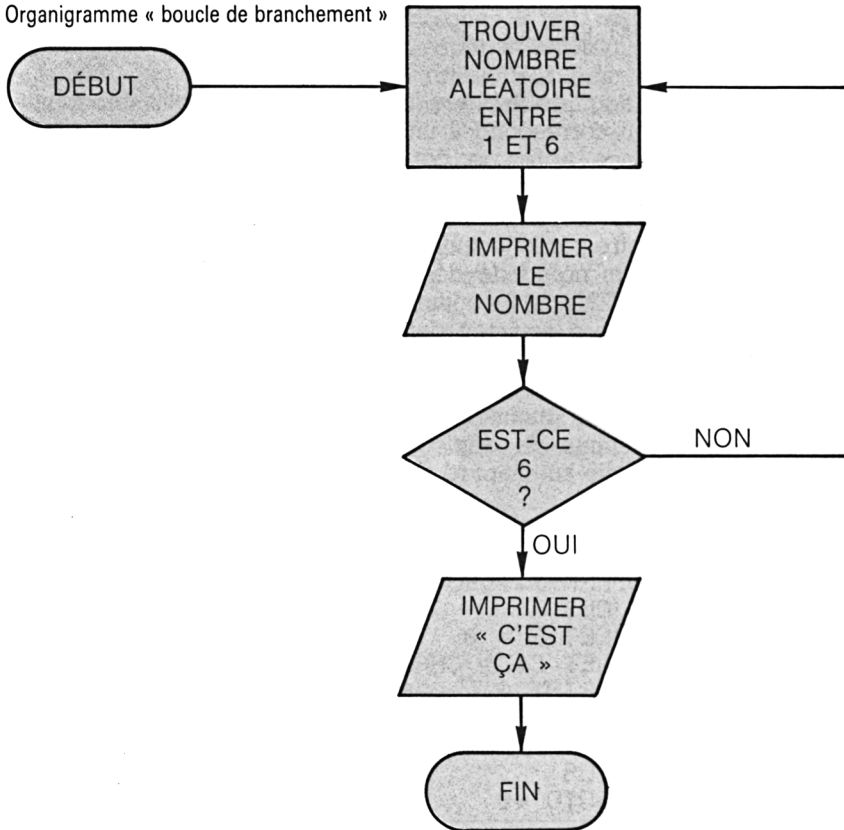 Organigramme « boucle de branchement »
DÉBUT
TROUVER
NOMBRE
ALÉATOIRE
ENTRE
1 ET 6
IMPRIMER
LE
NOMBRE
EST-CE
6
?
NON
OUI
IMPRIMER
« C'EST
ÇA »
FIN